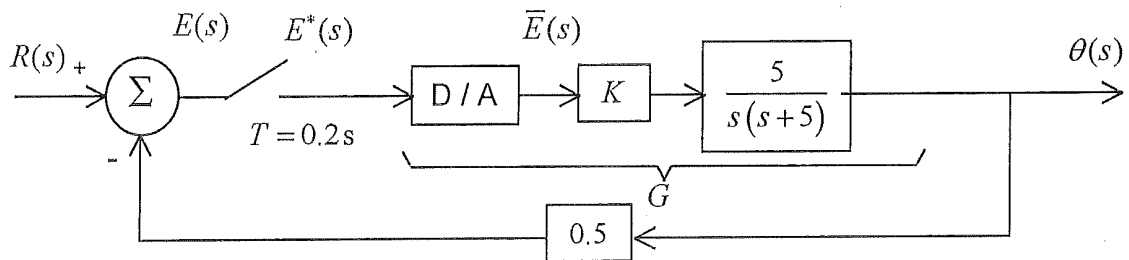 R(s) +
Σ
-
E(s)
E*(s)
T = 0.2s
D / A
Ē(s)
K
5
s(s+5)
θ(s)
G
0.5